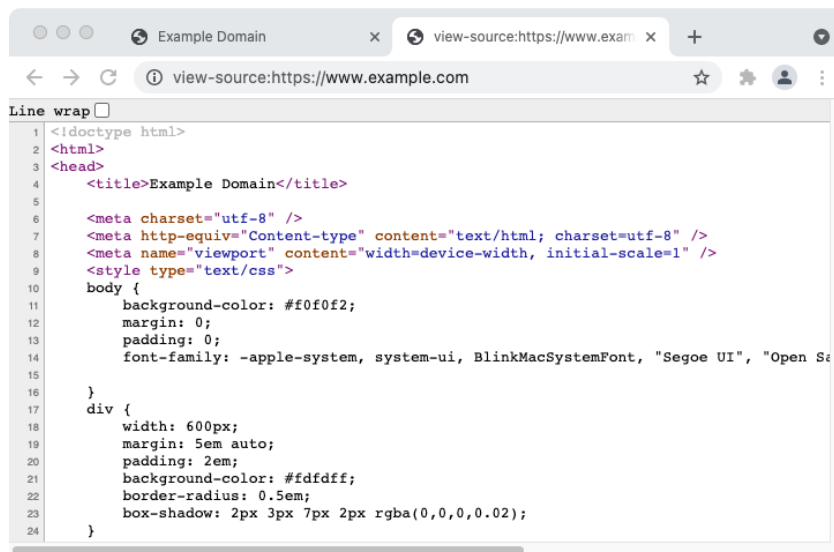 Example Domain
view-source:https://www.exam
view-source:https://www.example.com
Line wrap
1 <!doctype html>
2 <html>
3 <head>
4     <title>Example Domain</title>
5
6     <meta charset="utf-8" />
7     <meta http-equiv="Content-type" content="text/html; charset=utf-8" />
8     <meta name="viewport" content="width=device-width, initial-scale=1" />
9     <style type="text/css">
10     body {
11         background-color: #f0f0f2;
12         margin: 0;
13         padding: 0;
14         font-family: -apple-system, system-ui, BlinkMacSystemFont, "Segoe UI", "Open Sa
15
16     }
17     div {
18         width: 600px;
19         margin: 5em auto;
20         padding: 2em;
21         background-color: #fdfdff;
22         border-radius: 0.5em;
23         box-shadow: 2px 3px 7px 2px rgba(0,0,0,0.02);
24     }